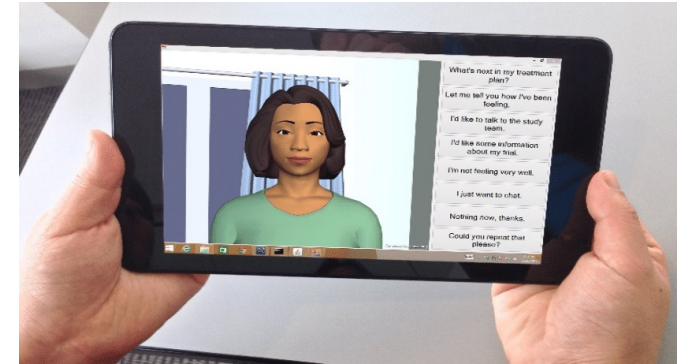 What's next in my treatment
plan?
Let me tell you how I've been
feeling.
I'd like to talk to the study
team.
I'd like some information
about my trial.
I'm not feeling very well.
I just want to chat.
Nothing now, thanks.
Could you repeat that
please?